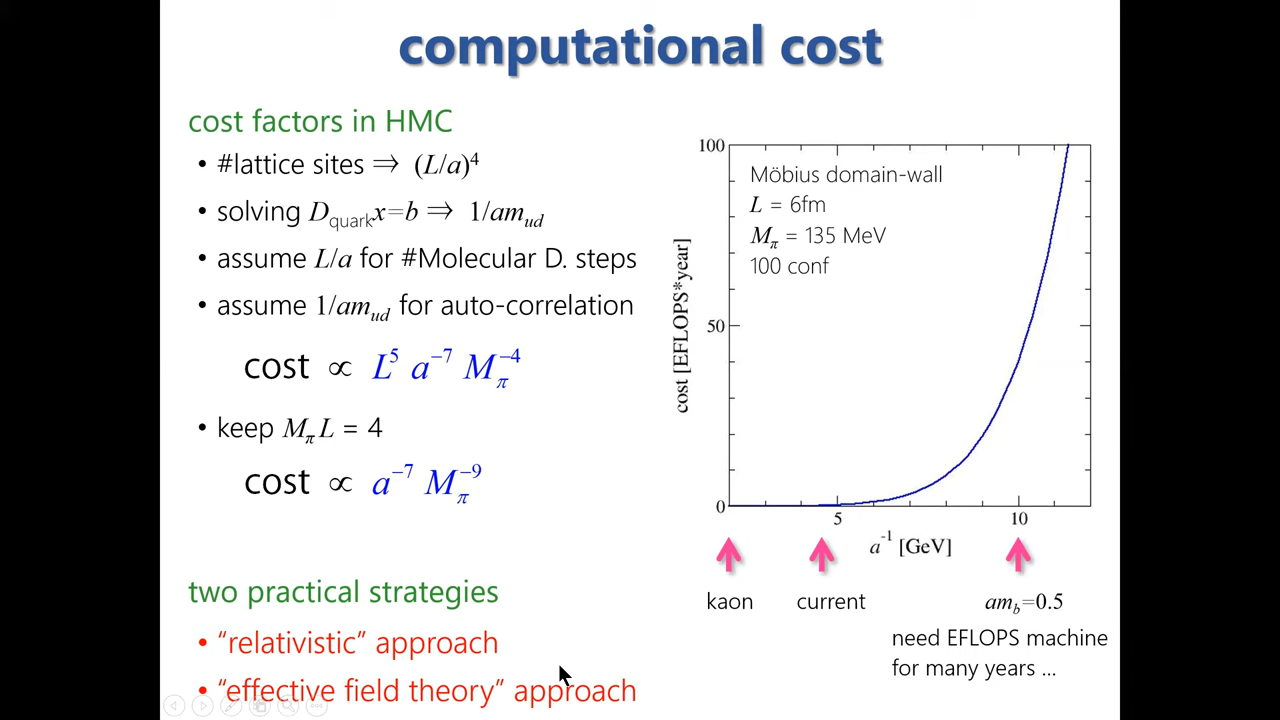 computational cost
cost factors in HMC
• #lattice sites ⇒ (L/a)⁴
• solving D_quark x=b ⇒ 1/am_ud
• assume L/a for #Molecular D. steps
• assume 1/am_ud for auto-correlation
cost ∝ L⁵ a⁻⁷ M_π⁻⁴
• keep M_π L = 4
cost ∝ a⁻⁷ M_π⁻⁹
two practical strategies
• “relativistic” approach
• “effective field theory” approach
Möbius domain-wall
L = 6fm
M_π = 135 MeV
100 conf
cost [EFLOPS*year]
100
50
0
5 10
a⁻¹ [GeV]
kaon current am_b=0.5
need EFLOPS machine
for many years ...